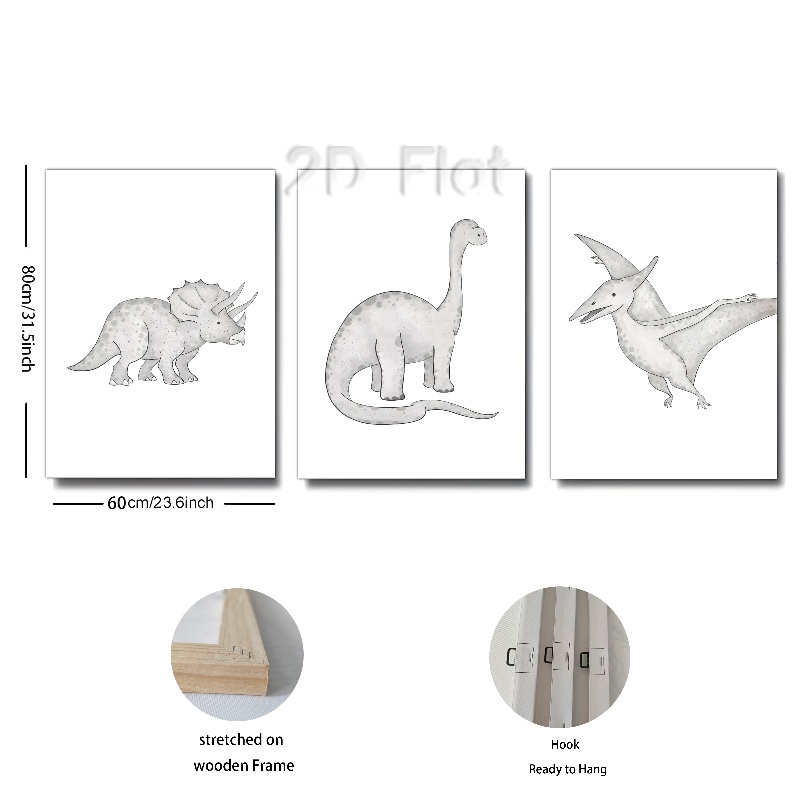 2D Flat
80cm/31.5inch
60cm/23.6inch
stretched on
wooden Frame
Hook
Ready to Hang